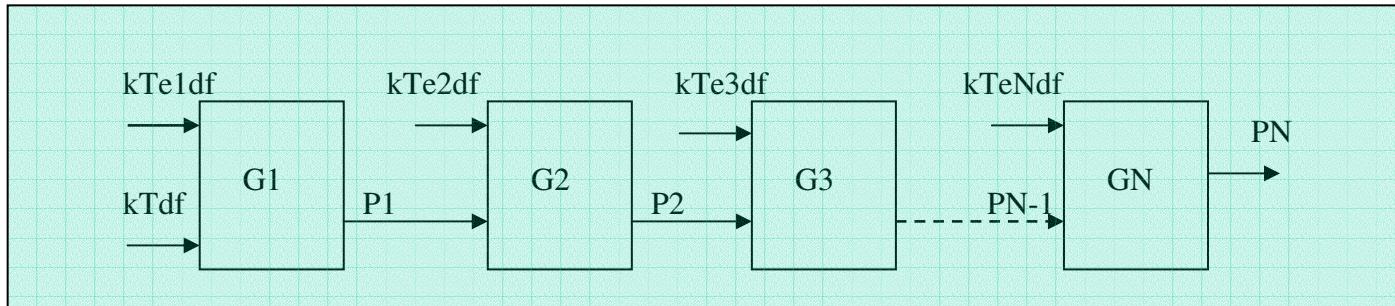 kTe1df
kTe2df
kTe3df
kTeNdf
PN
G1
G2
G3
GN
kTdf
P1
P2
PN-1